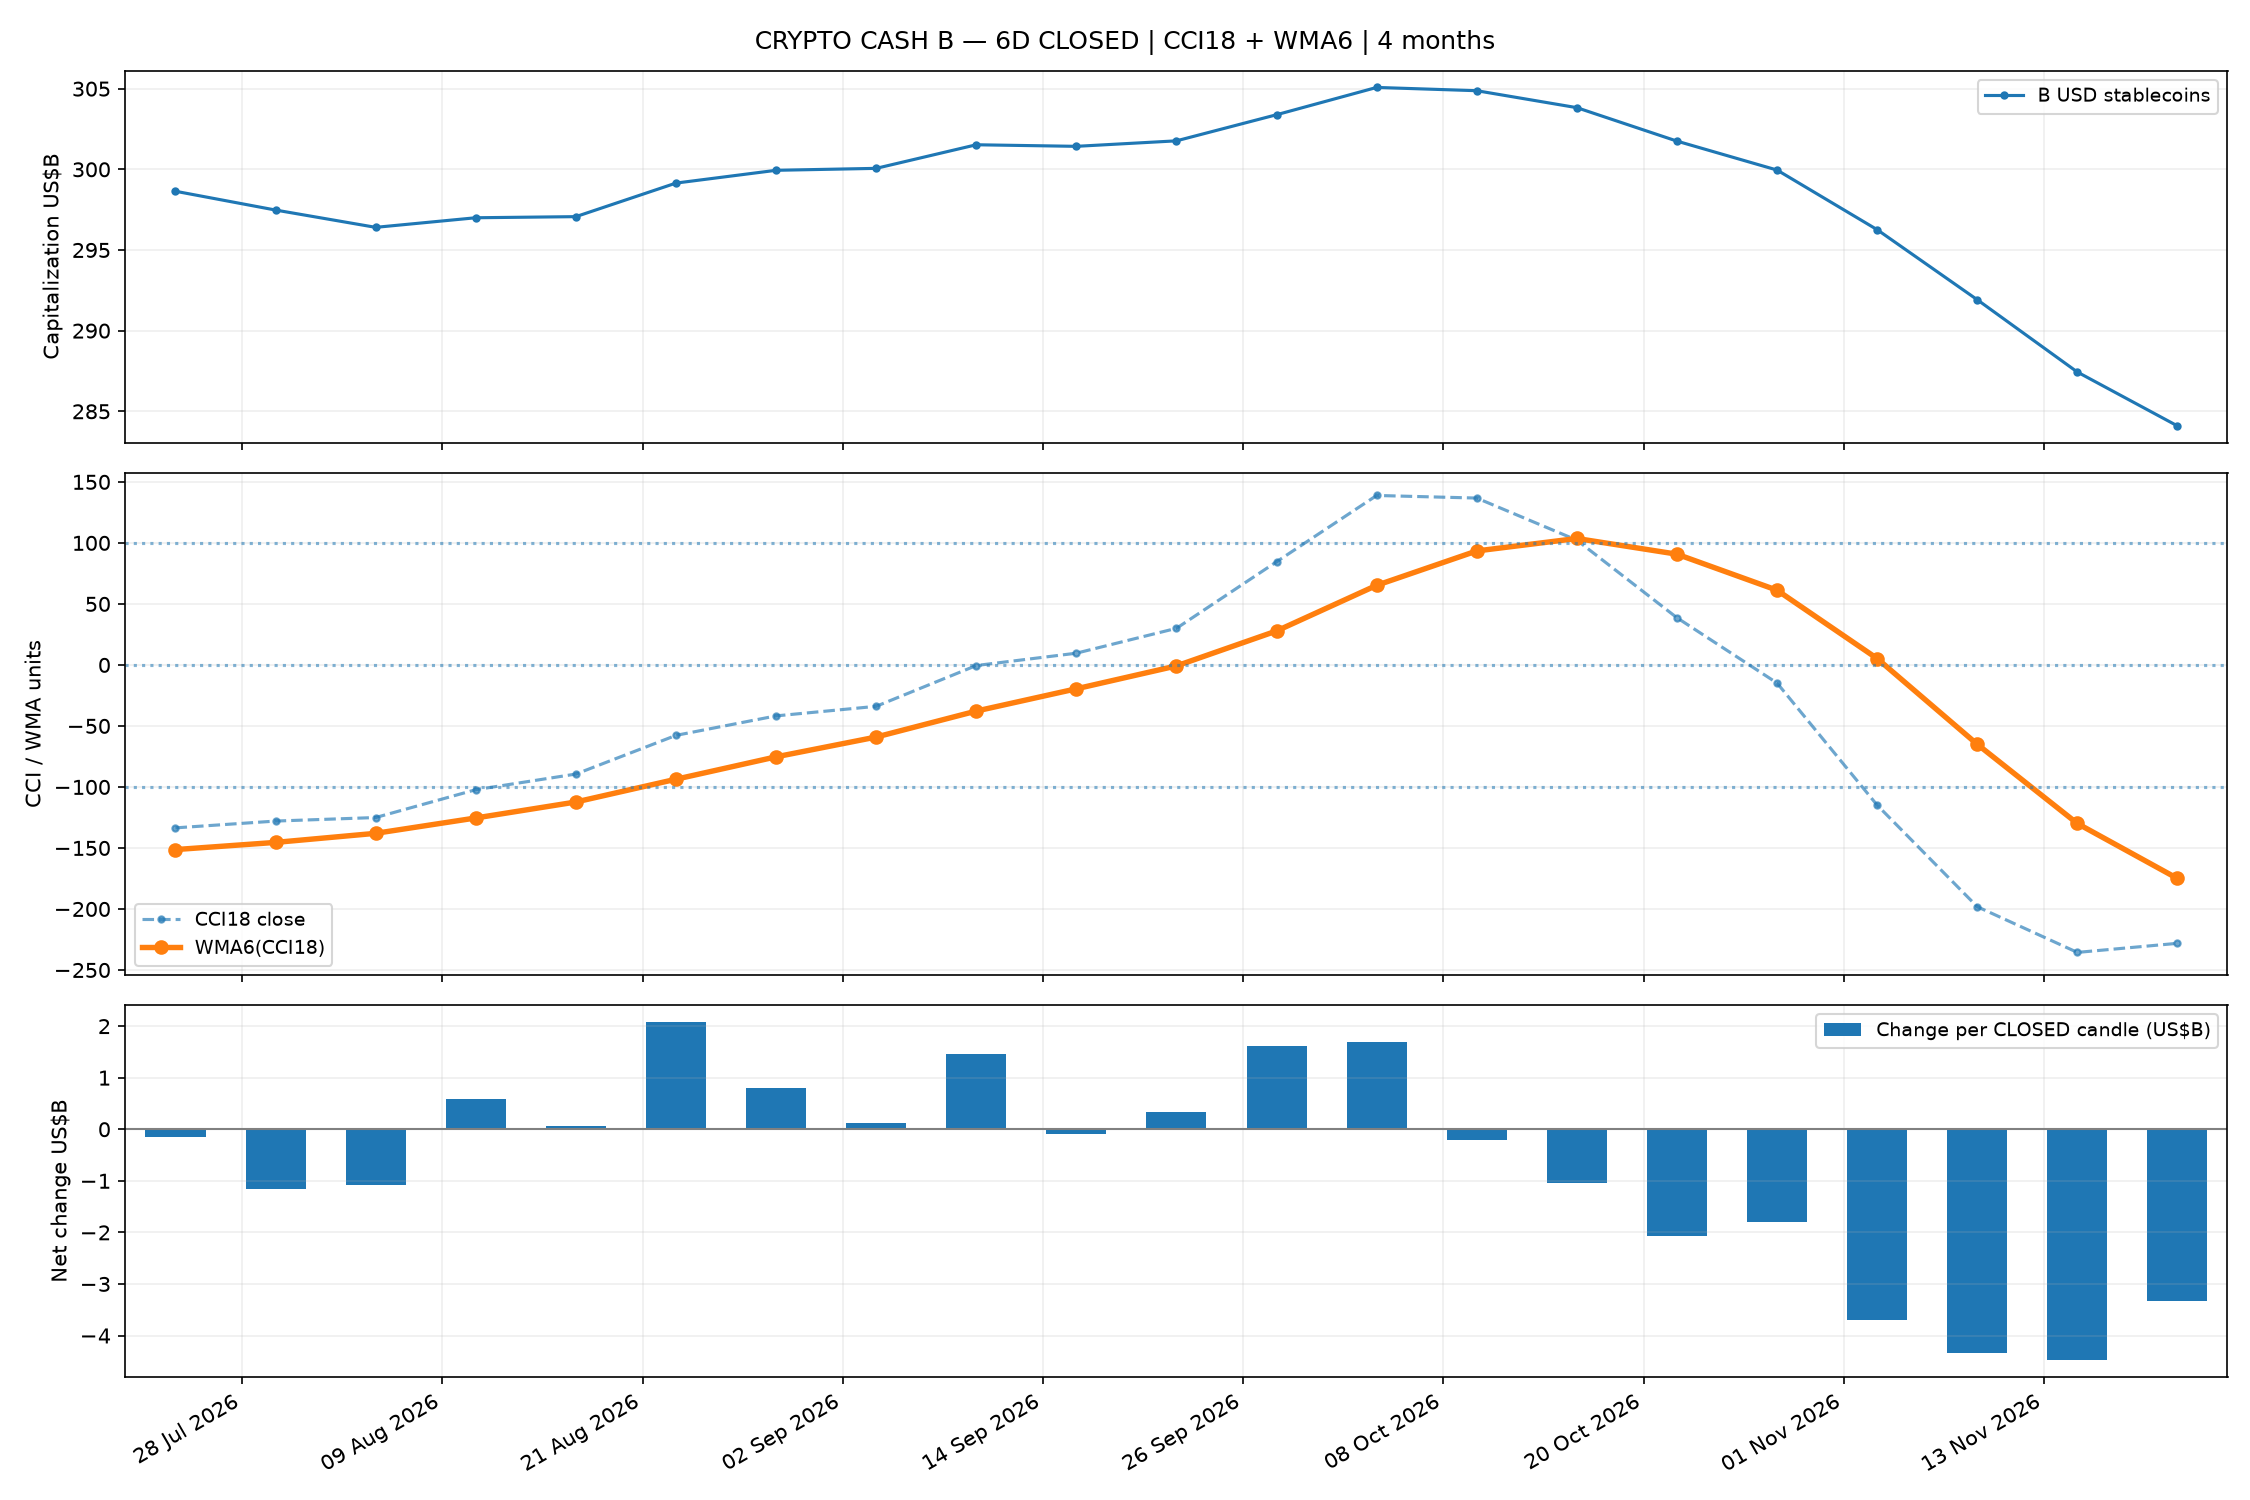 CRYPTO CASH B — 6D CLOSED | CCI18 + WMA6 | 4 months
Capitalization US$B
305
300
295
290
285
B USD stablecoins
CCI / WMA units
150
100
50
0
−50
−100
−150
−200
−250
CCI18 close
WMA6(CCI18)
Net change US$B
2
1
0
−1
−2
−3
−4
Change per CLOSED candle (US$B)
28 Jul 2026
09 Aug 2026
21 Aug 2026
02 Sep 2026
14 Sep 2026
26 Sep 2026
08 Oct 2026
20 Oct 2026
01 Nov 2026
13 Nov 2026